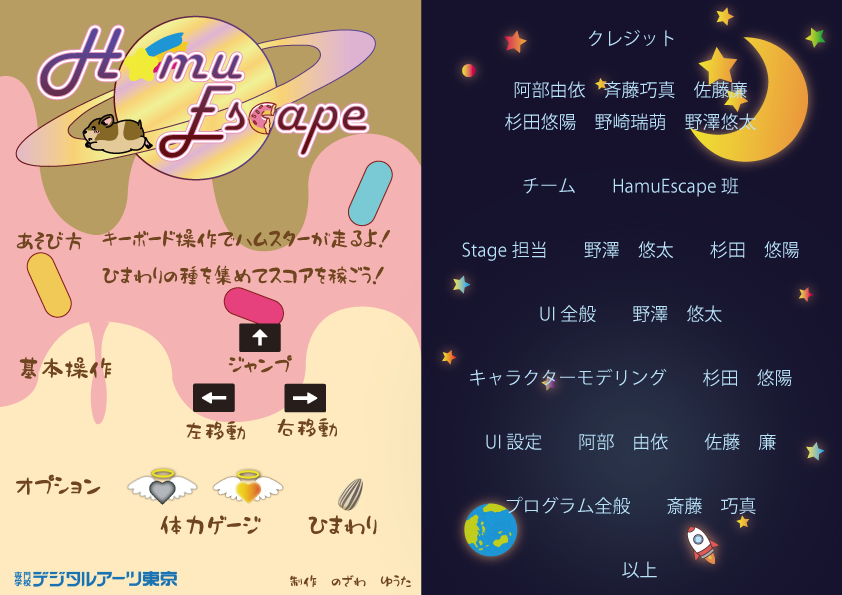 Hamu
Escape
あそび方　キーボード操作でハムスターが走るよ！
ひまわりの種を集めてスコアを稼ごう！
基本操作
↑
ジャンプ
← →
左移動　右移動
オプション
体力ゲージ　ひまわり
専門学校デジタルアーツ東京
制作　のざわ　ゆうた
クレジット
阿部由依　斉藤巧真　佐藤廉
杉田悠陽　野崎瑞萌　野澤悠太
チーム　　HamuEscape 班
Stage 担当　　野澤　悠太　　杉田　悠陽
UI 全般　　野澤　悠太
キャラクターモデリング　　杉田　悠陽
UI 設定　　阿部　由依　　佐藤　廉
プログラム全般　　斎藤　巧真
以上